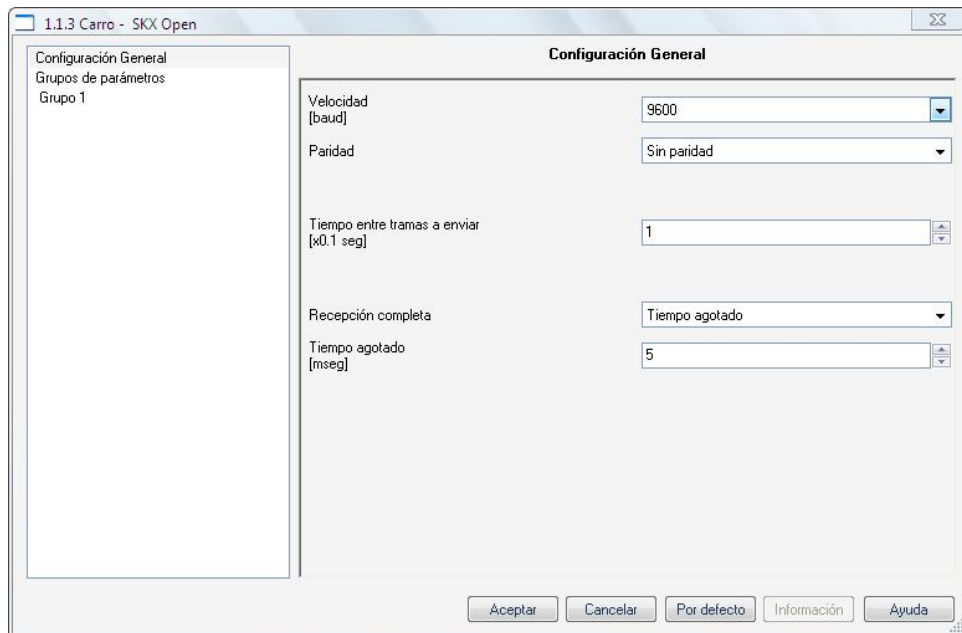 1.1.3 Carro - SKX Open
Configuración General
Grupos de parámetros
Grupo 1
Configuración General
Velocidad
[baud]
9600
Paridad
Sin paridad
Tiempo entre tramas a enviar
[x0.1 seg]
1
Recepción completa
Tiempo agotado
Tiempo agotado
[mseg]
5
Aceptar
Cancelar
Por defecto
Información
Ayuda